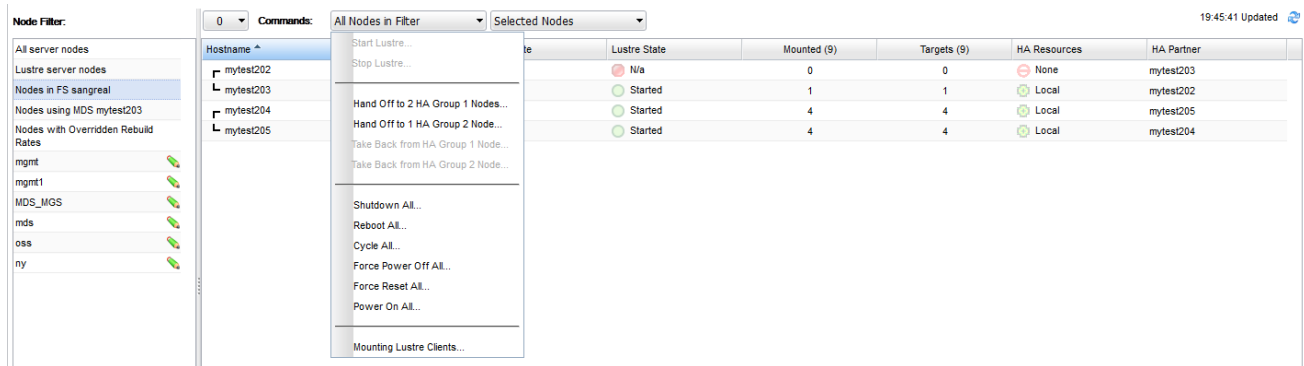 Node Filter:
0 Commands: All Nodes in Filter Selected Nodes 19:45:41 Updated
All server nodes
Lustre server nodes
Nodes in FS sangreal
Nodes using MDS mytest203
Nodes with Overridden Rebuild
Rates
mgmt
mgmt1
MDS_MGS
mds
oss
ny
Hostname te Lustre State Mounted (9) Targets (9) HA Resources HA Partner
mytest202 N/a 0 0 None mytest203
mytest203 Started 1 1 Local mytest202
mytest204 Started 4 4 Local mytest205
mytest205 Started 4 4 Local mytest204
Start Lustre...
Stop Lustre...
Hand Off to 2 HA Group 1 Nodes...
Hand Off to 1 HA Group 2 Node...
Take Back from HA Group 1 Node...
Take Back from HA Group 2 Node...
Shutdown All...
Reboot All...
Cycle All...
Force Power Off All...
Force Reset All...
Power On All...
Mounting Lustre Clients...